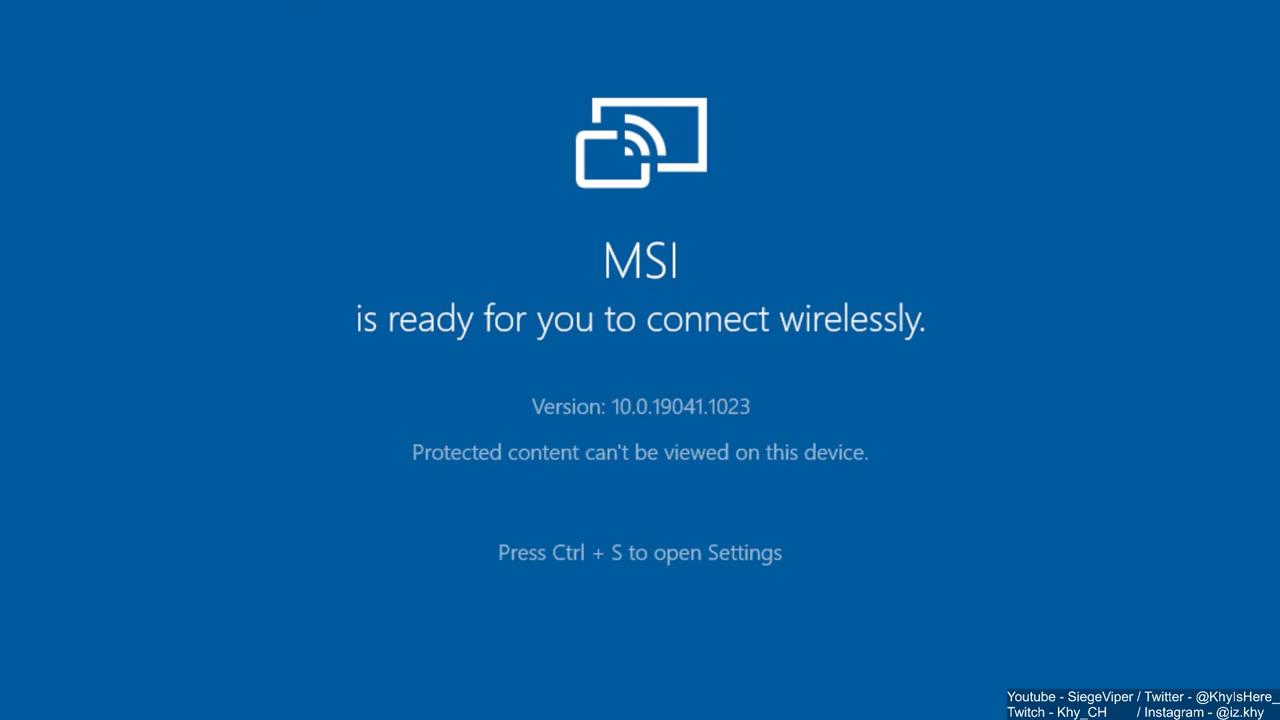 MSI
is ready for you to connect wirelessly.
Version: 10.0.19041.1023
Protected content can't be viewed on this device.
Press Ctrl + S to open Settings
Youtube - SiegeViper / Twitter - @KhyIsHere_
Twitch - Khy_CH / Instagram - @iz.khy